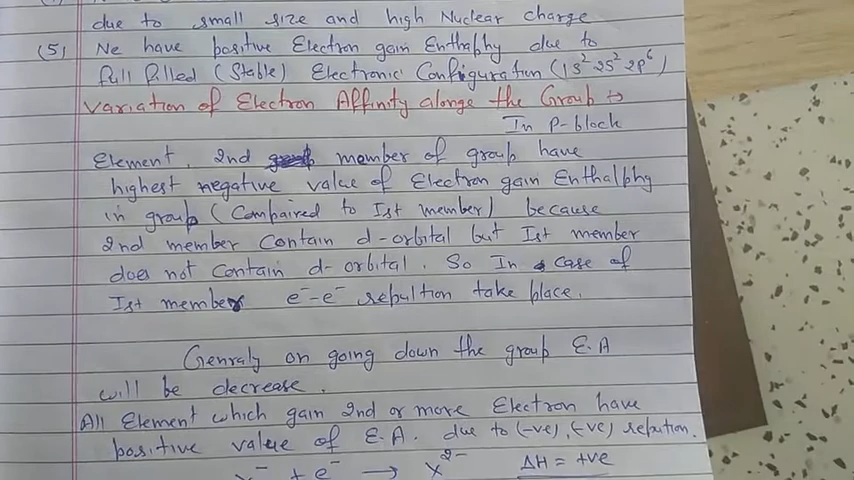 due to small size and high Nuclear charge
(5) Ne have positive Electron gain Enthaphy due to
full filled (Stable) Electronic Configuration (1s² 2s² 2p⁶)
Variation of Electron Affinity alonge the Group →
In P-block
Element, 2nd member of group have
highest negative value of Electron gain Enthalphy
in group (Compaired to Ist member) because
2nd member contain d-orbital but Ist member
does not contain d-orbital. So In case of
Ist member e⁻-e⁻ repultion take place.
Genraly on going down the group E.A
will be decrease.
All Element which gain 2nd or more Electron have
positive value of E.A. due to (-ve), (-ve) repution.
x⁻ + e⁻ → x²⁻ ΔH = +ve